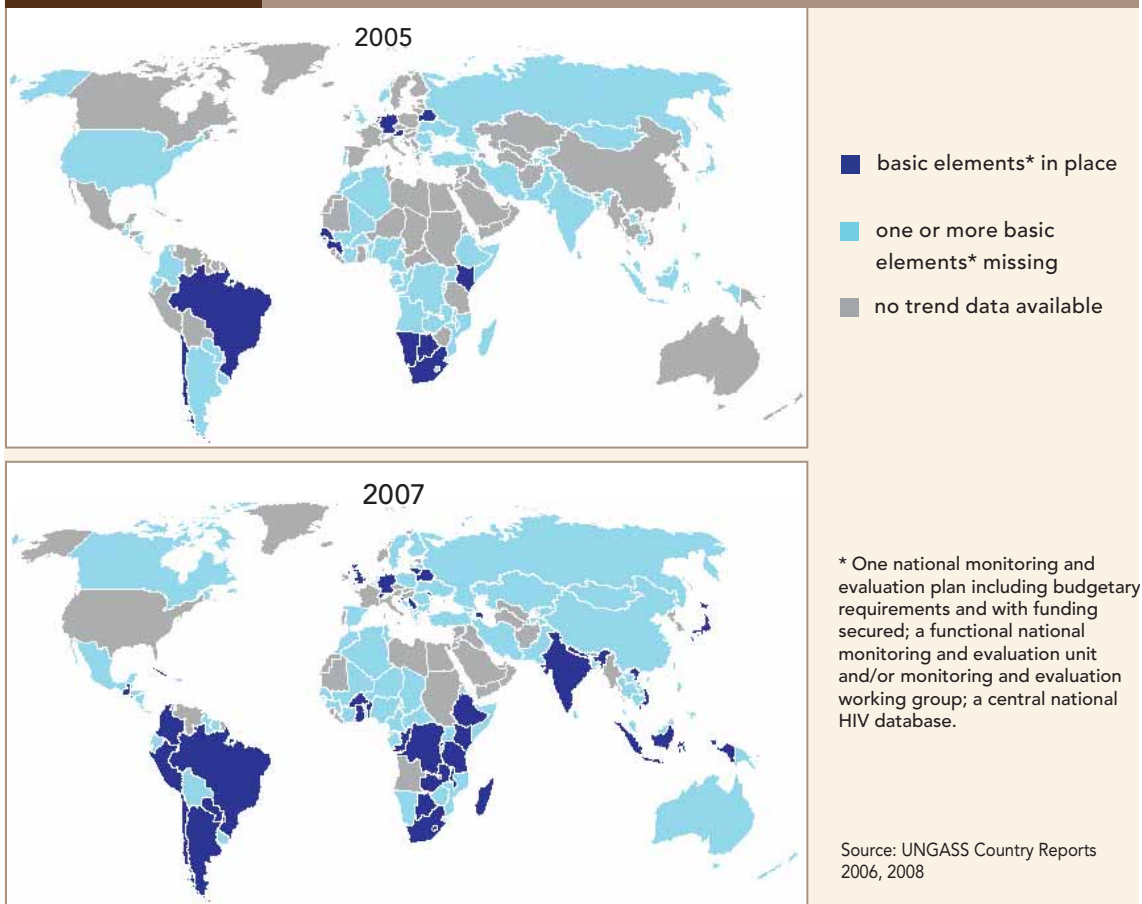 2005
basic elements* in place
one or more basic
elements* missing
no trend data available
2007
* One national monitoring and
evaluation plan including budgetary
requirements and with funding
secured; a functional national
monitoring and evaluation unit
and/or monitoring and evaluation
working group; a central national
HIV database.
Source: UNGASS Country Reports
2006, 2008